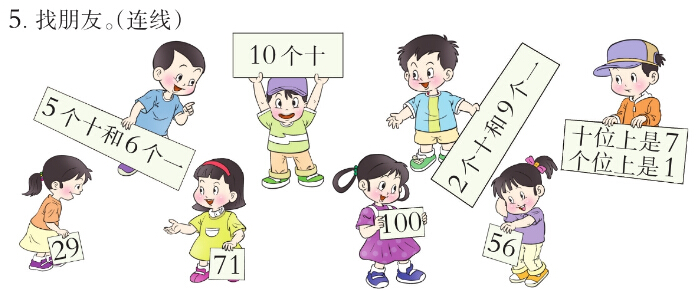 5. 找朋友。(连线)
5个十和6个一
10个十
2个十和9个一
十位上是7
个位上是1
29
71
100
56